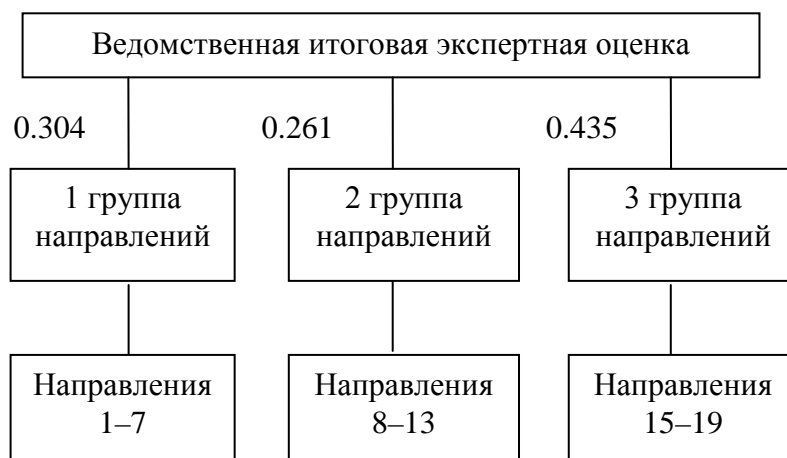 Ведомственная итоговая экспертная оценка
0.304
0.261
0.435
1 группа
направлений
2 группа
направлений
3 группа
направлений
Направления
1–7
Направления
8–13
Направления
15–19